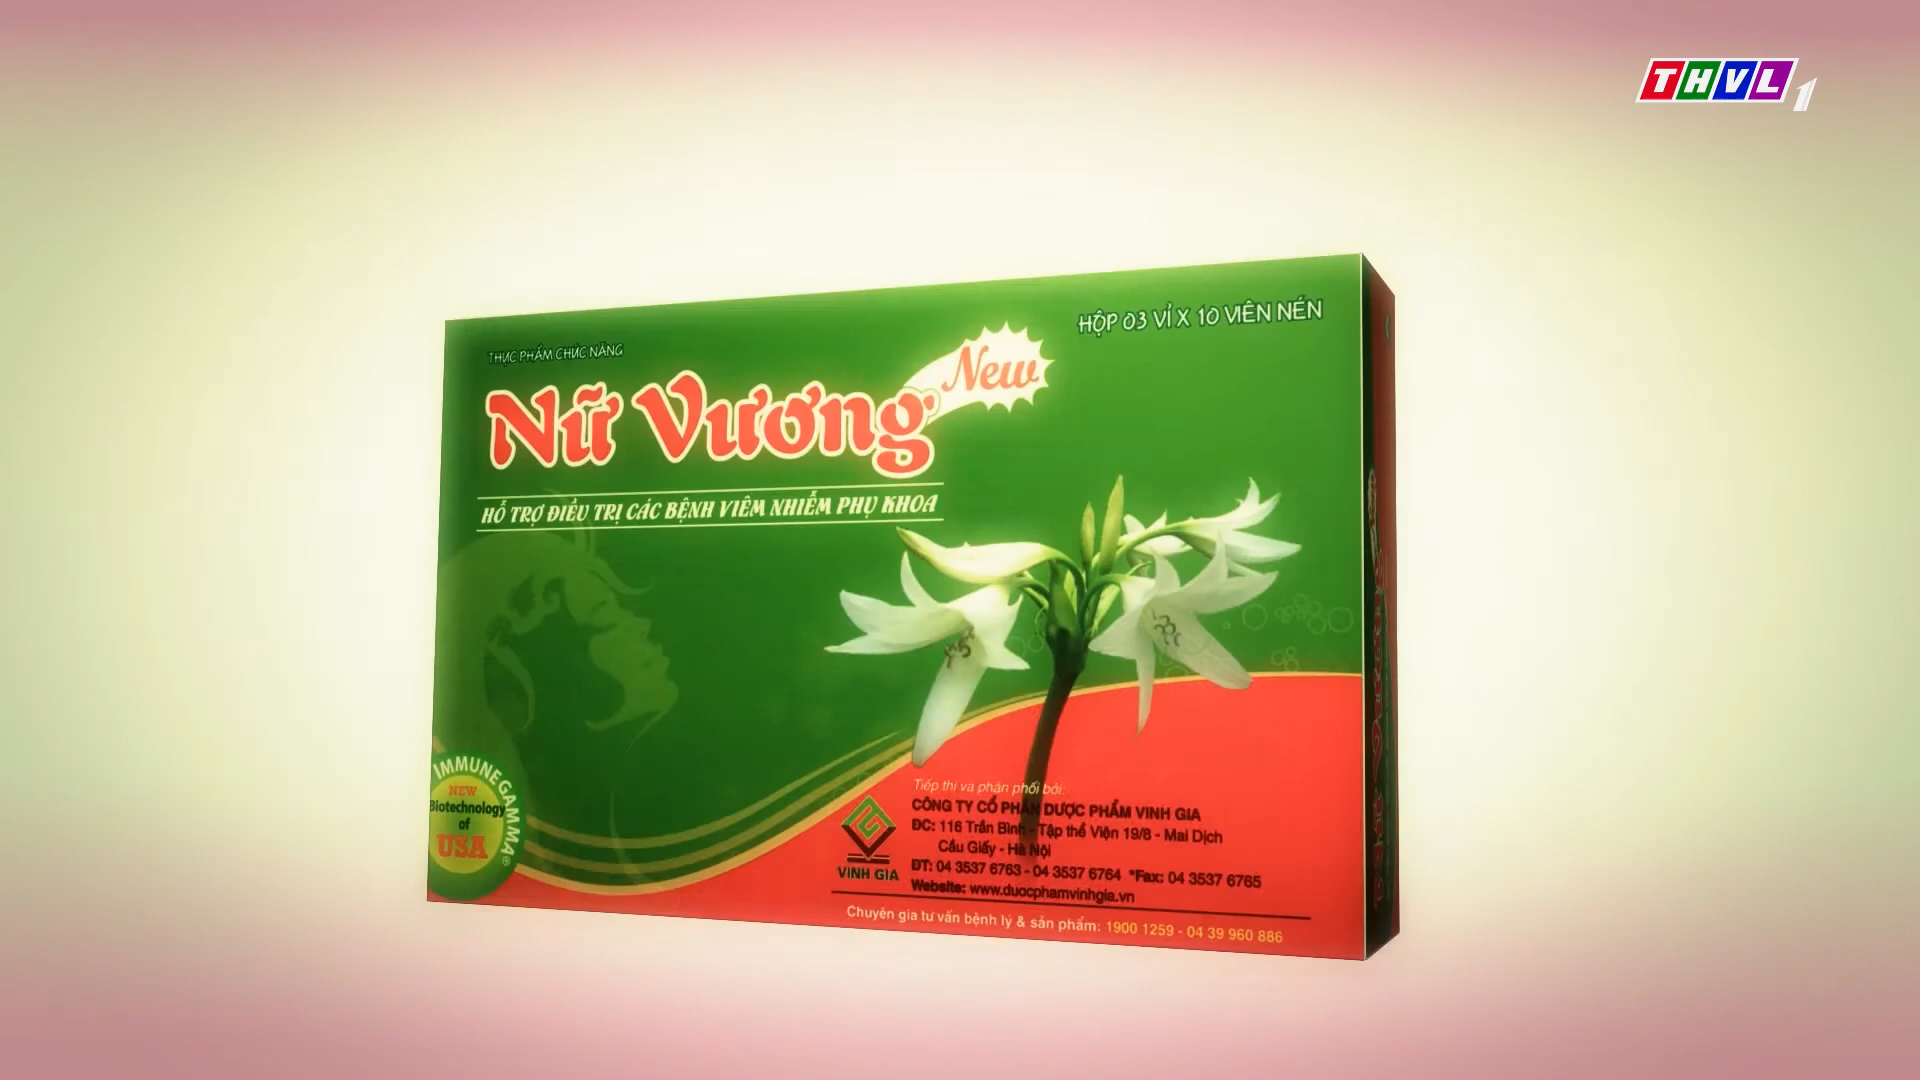 THVL 1
HỘP 03 VỈ X 10 VIÊN NÉN
THỰC PHẨM CHỨC NĂNG
Nữ Vương New
HỖ TRỢ ĐIỀU TRỊ CÁC BỆNH VIÊM NHIỄM PHỤ KHOA
IMMUNEGAMMA®
NEW
Biotechnology
of
USA
Tiếp thị va phân phối bởi:
CÔNG TY CỔ PHẦN DƯỢC PHẨM VINH GIA
ĐC: 116 Trần Bình - Tập thể Viện 19/8 - Mai Dịch
Cầu Giấy - Hà Nội
ĐT: 04 3537 6763 - 04 3537 6764 *Fax: 04 3537 6765
Website: www.duocphamvinhgia.vn
VINH GIA
Chuyên gia tư vấn bệnh lý & sản phẩm: 1900 1259 - 04 39 960 886